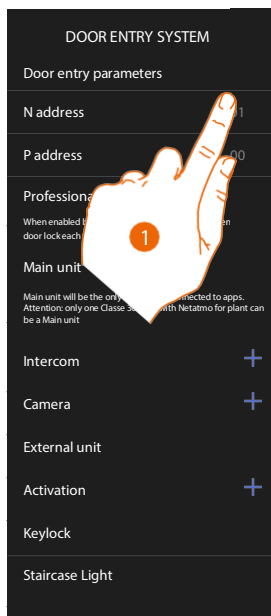 DOOR ENTRY SYSTEM
Door entry parameters
N address 1
P address 00
When enabled
door lock each
Main unit
1
Main unit will be the only nected to apps.
Attention: only one Classe with Netatmo for plant can
be a Main unit
Intercom +
Camera +
External unit
Activation +
Keylock
Staircase Light